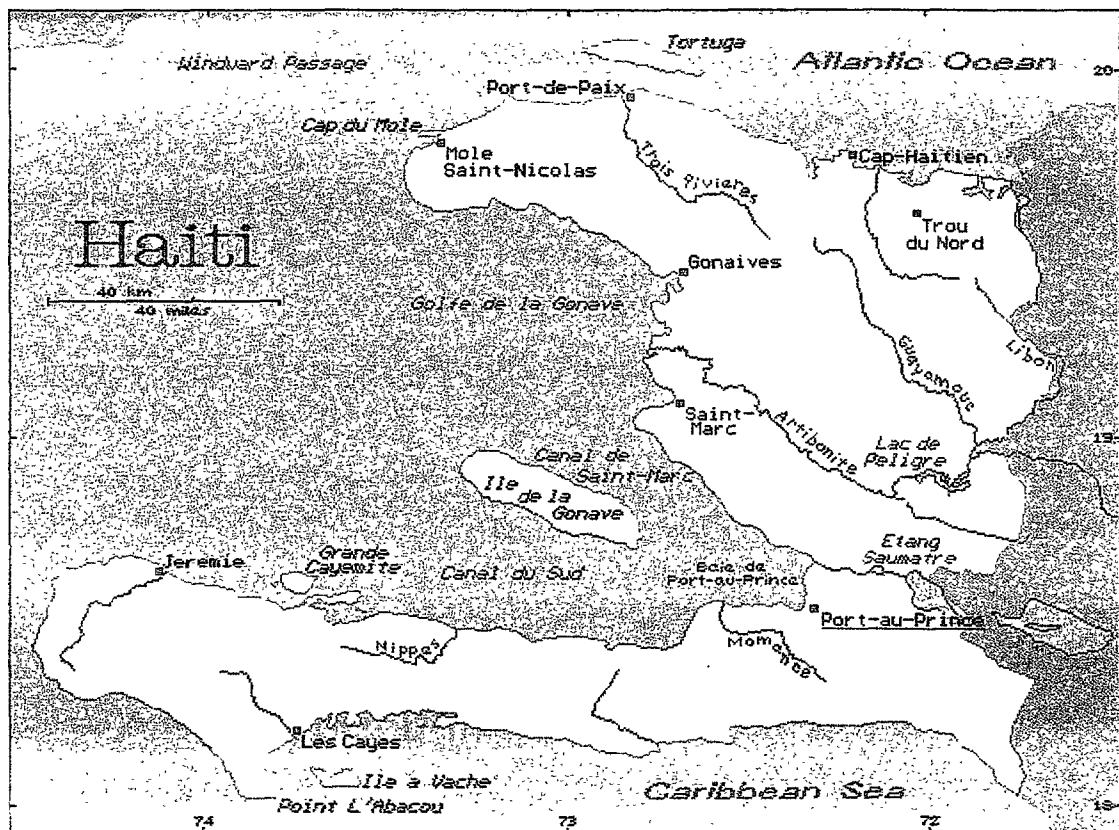 Tortuga
Windward Passage
Atlantic Ocean
20
Port-de-Paix
Cap du Mole
Mole
Saint-Nicolas
Trois Rivieres
Cap-Haitien
Trou
du Nord
Haiti
40 km
40 miles
Gonaives
Golfe de la Gonave
Guayamouc
Libon
Saint-
Marc
Artibonite
19
Lac de
Peligre
Canal de
Saint-Marc
Ile
de la
Gonave
Etang
Saumatre
Jeremie
Grande
Cayemite
Canal du Sud
Baie de
Port-au-Prince
Port-au-Prince
Nippes
Momance
Les Cayes
Ile a Vache
Point L'Abacou
Caribbean Sea
18
74
73
72